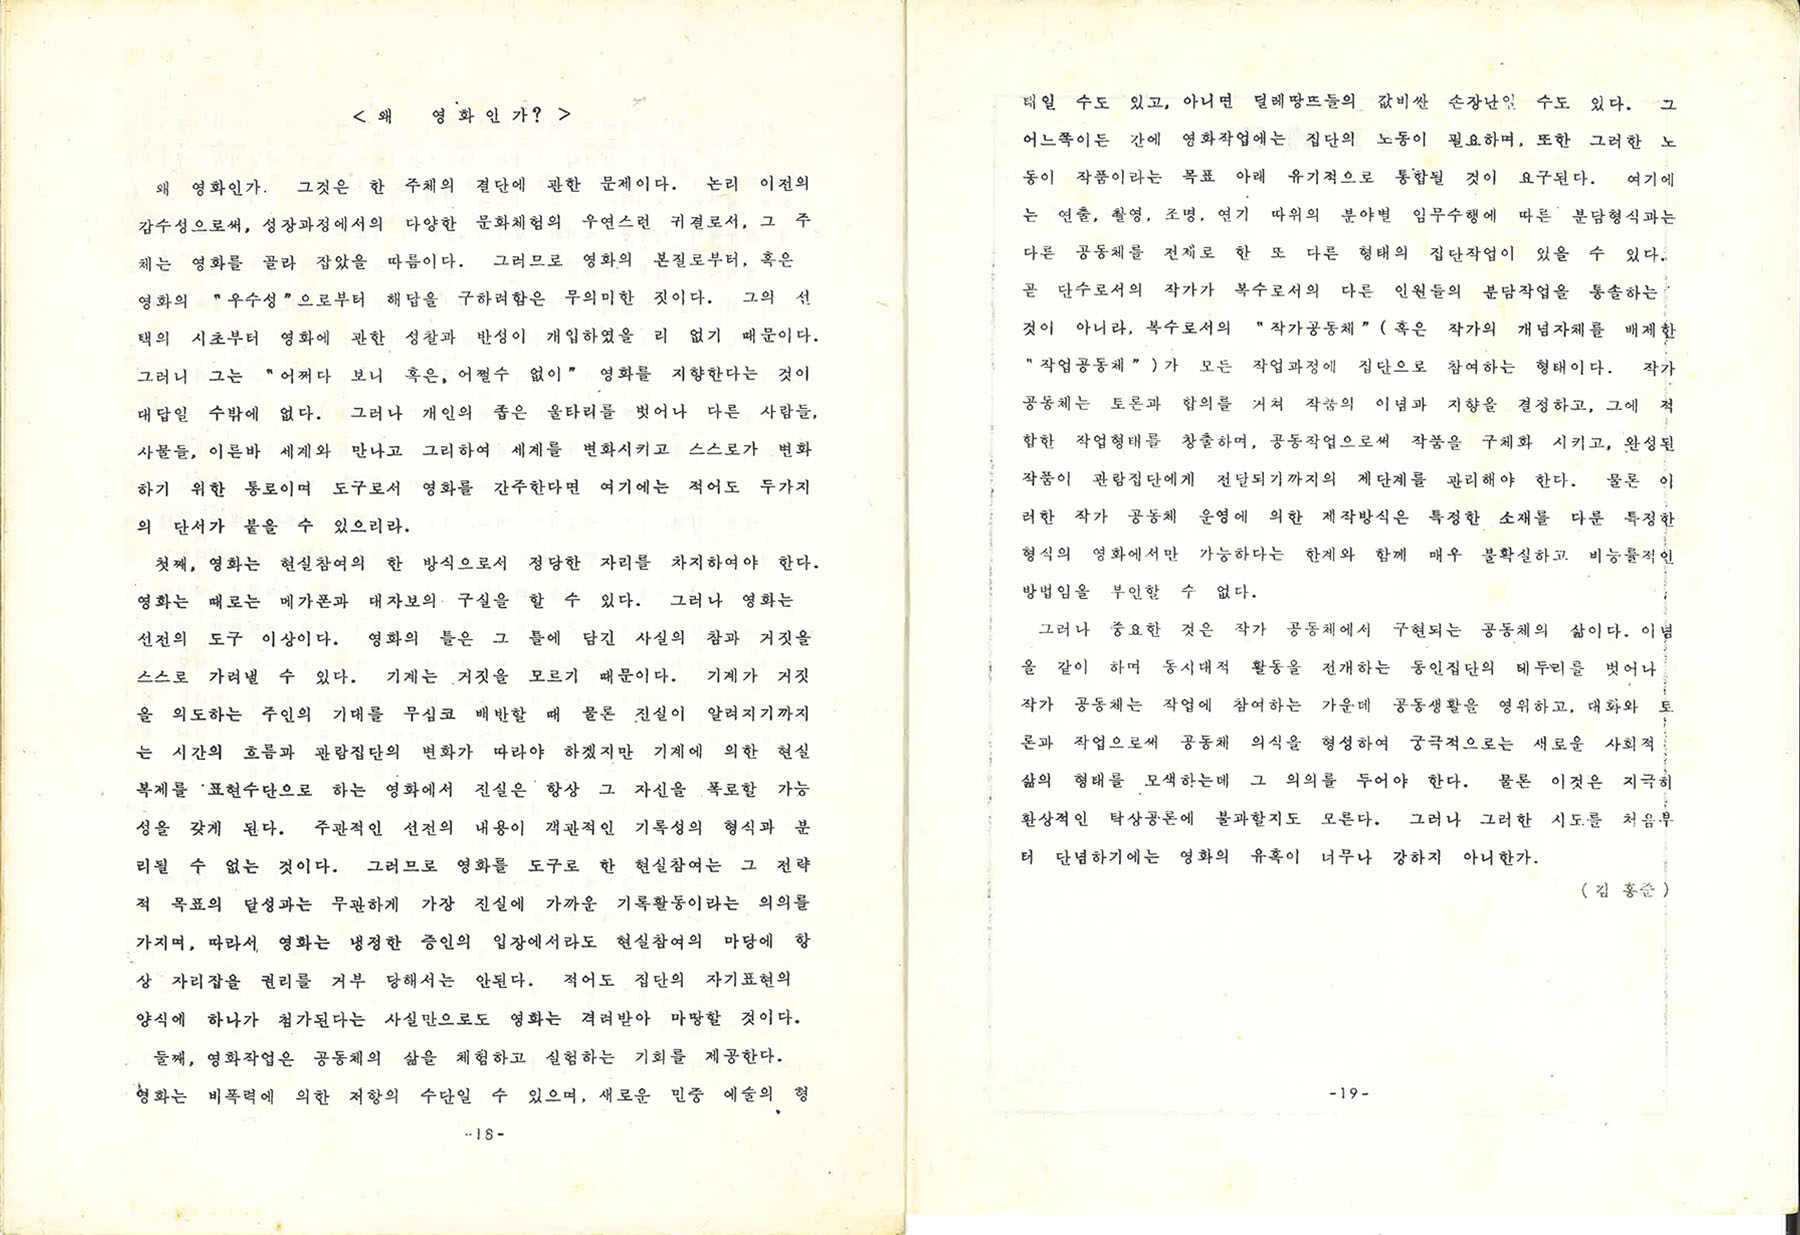 < 왜 영화인가? >
왜 영화인가. 그것은 한 주체의 결단에 관한 문제이다. 논리 이전의
감수성으로써, 성장과정에서의 다양한 문화체험의 우연스런 귀결로서, 그 주
체는 영화를 골라 잡았을 따름이다. 그러므로 영화의 본질로부터, 혹은
영화의 "우수성"으로부터 해답을 구하려함은 무의미한 짓이다. 그의 선
택의 시초부터 영화에 관한 성찰과 반성이 개입하였을 리 없기 때문이다.
그러니 그는 "어쩌다 보니 혹은, 어쩔수 없이" 영화를 지향한다는 것이
대답일 수밖에 없다. 그러나 개인의 좁은 울타리를 벗어나 다른 사람들,
사물들, 이른바 세계와 만나고 그리하여 세계를 변화시키고 스스로가 변화
하기 위한 통로이며 도구로서 영화를 간주한다면 여기에는 적어도 두가지
의 단서가 붙을 수 있으리라.
첫째, 영화는 현실참여의 한 방식으로서 정당한 자리를 차지하여야 한다.
영화는 때로는 메가폰과 대자보의 구실을 할 수 있다. 그러나 영화는
선전의 도구 이상이다. 영화의 틀은 그 틀에 담긴 사실의 참과 거짓을
스스로 가려낼 수 있다. 기계는 거짓을 모르기 때문이다. 기계가 거짓
을 의도하는 주인의 기대를 무심코 배반할 때 물론 진실이 알려지기까지
는 시간의 흐름과 관람집단의 변화가 따라야 하겠지만 기계에 의한 현실
복제를 표현수단으로 하는 영화에서 진실은 항상 그 자신을 폭로할 가능
성을 갖게 된다. 주관적인 선전의 내용이 객관적인 기록성의 형식과 분
리될 수 없는 것이다. 그러므로 영화를 도구로 한 현실참여는 그 전략
적 목표의 달성과는 무관하게 가장 진실에 가까운 기록활동이라는 의의를
가지며, 따라서 영화는 냉정한 증인의 입장에서라도 현실참여의 마당에 항
상 자리잡을 권리를 거부 당해서는 안된다. 적어도 집단의 자기표현의
양식에 하나가 첨가된다는 사실만으로도 영화는 격려받아 마땅할 것이다.
둘째, 영화작업은 공동체의 삶을 체험하고 실험하는 기회를 제공한다.
영화는 비폭력에 의한 저항의 수단일 수 있으며, 새로운 민중 예술의 형
-18-
태일 수도 있고, 아니면 딜레땅뜨들의 값비싼 손장난일 수도 있다. 그
어느쪽이든 간에 영화작업에는 집단의 노동이 필요하며, 또한 그러한 노
동이 작품이라는 목표 아래 유기적으로 통합될 것이 요구된다. 여기에
는 연출, 촬영, 조명, 연기 따위의 분야별 임무수행에 따른 분담형식과는
다른 공동체를 전제로 한 또 다른 형태의 집단작업이 있을 수 있다.
곧 단수로서의 작가가 복수로서의 다른 인원들의 분담작업을 통솔하는
것이 아니라, 복수로서의 "작가공동체" ( 혹은 작가의 개념자체를 배제한
"작업공동체" )가 모든 작업과정에 집단으로 참여하는 형태이다. 작가
공동체는 토론과 합의를 거쳐 작품의 이념과 지향을 결정하고, 그에 적
합한 작업형태를 창출하며, 공동작업으로써 작품을 구체화 시키고, 완성된
작품이 관람집단에게 전달되기까지의 제단계를 관리해야 한다. 물론 이
러한 작가 공동체 운영에 의한 제작방식은 특정한 소재를 다룬 특정한
형식의 영화에서만 가능하다는 한계와 함께 매우 불확실하고 비능률적인
방법임을 부인할 수 없다.
그러나 중요한 것은 작가 공동체에서 구현되는 공동체의 삶이다. 이념
을 같이 하며 동시대적 활동을 전개하는 동인집단의 테두리를 벗어나
작가 공동체는 작업에 참여하는 가운데 공동생활을 영위하고, 대화와 토
론과 작업으로써 공동체 의식을 형성하여 궁극적으로는 새로운 사회적
삶의 형태를 모색하는데 그 의의를 두어야 한다. 물론 이것은 지극히
환상적인 탁상공론에 불과할지도 모른다. 그러나 그러한 시도를 처음부
터 단념하기에는 영화의 유혹이 너무나 강하지 아니한가.
( 김 홍준 )
-19-